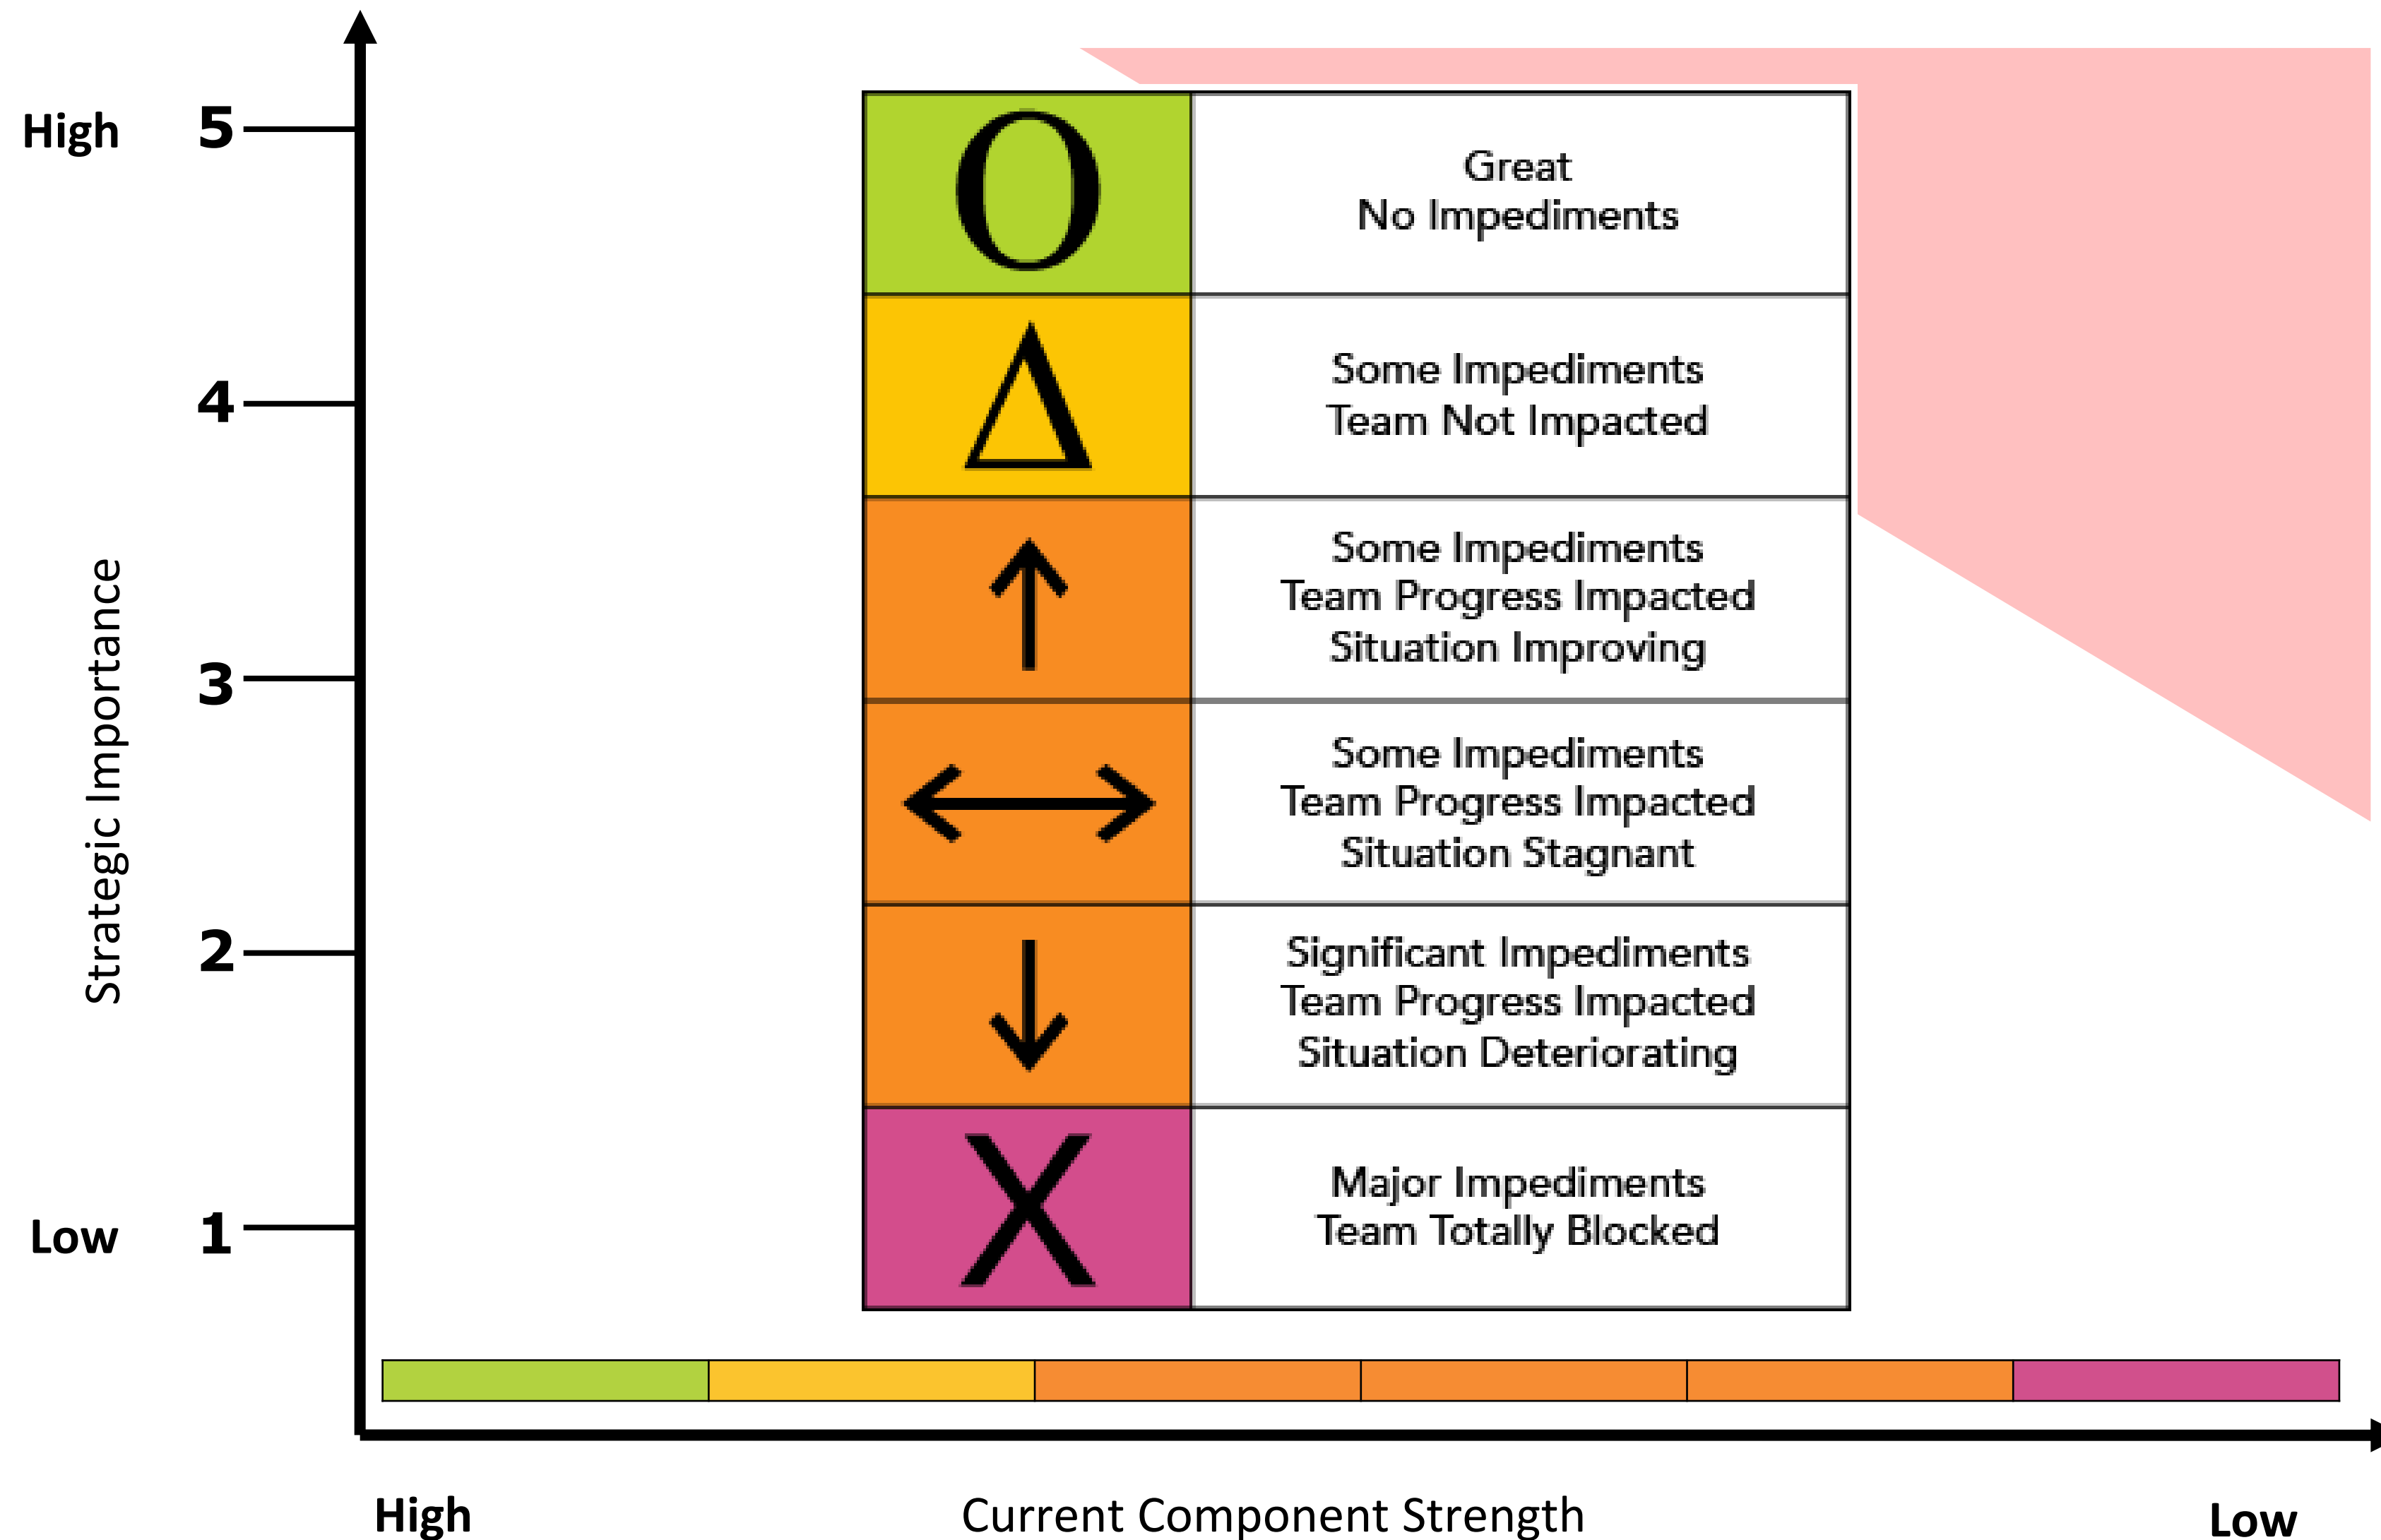 High
5
4
3
2
Low
1
Strategic Importance
O
Great
No Impediments
Δ
Some Impediments
Team Not Impacted
↑
Some Impediments
Team Progress Impacted
Situation Improving
↔
Some Impediments
Team Progress Impacted
Situation Stagnant
↓
Significant Impediments
Team Progress Impacted
Situation Deteriorating
X
Major Impediments
Team Totally Blocked
High
Current Component Strength
Low